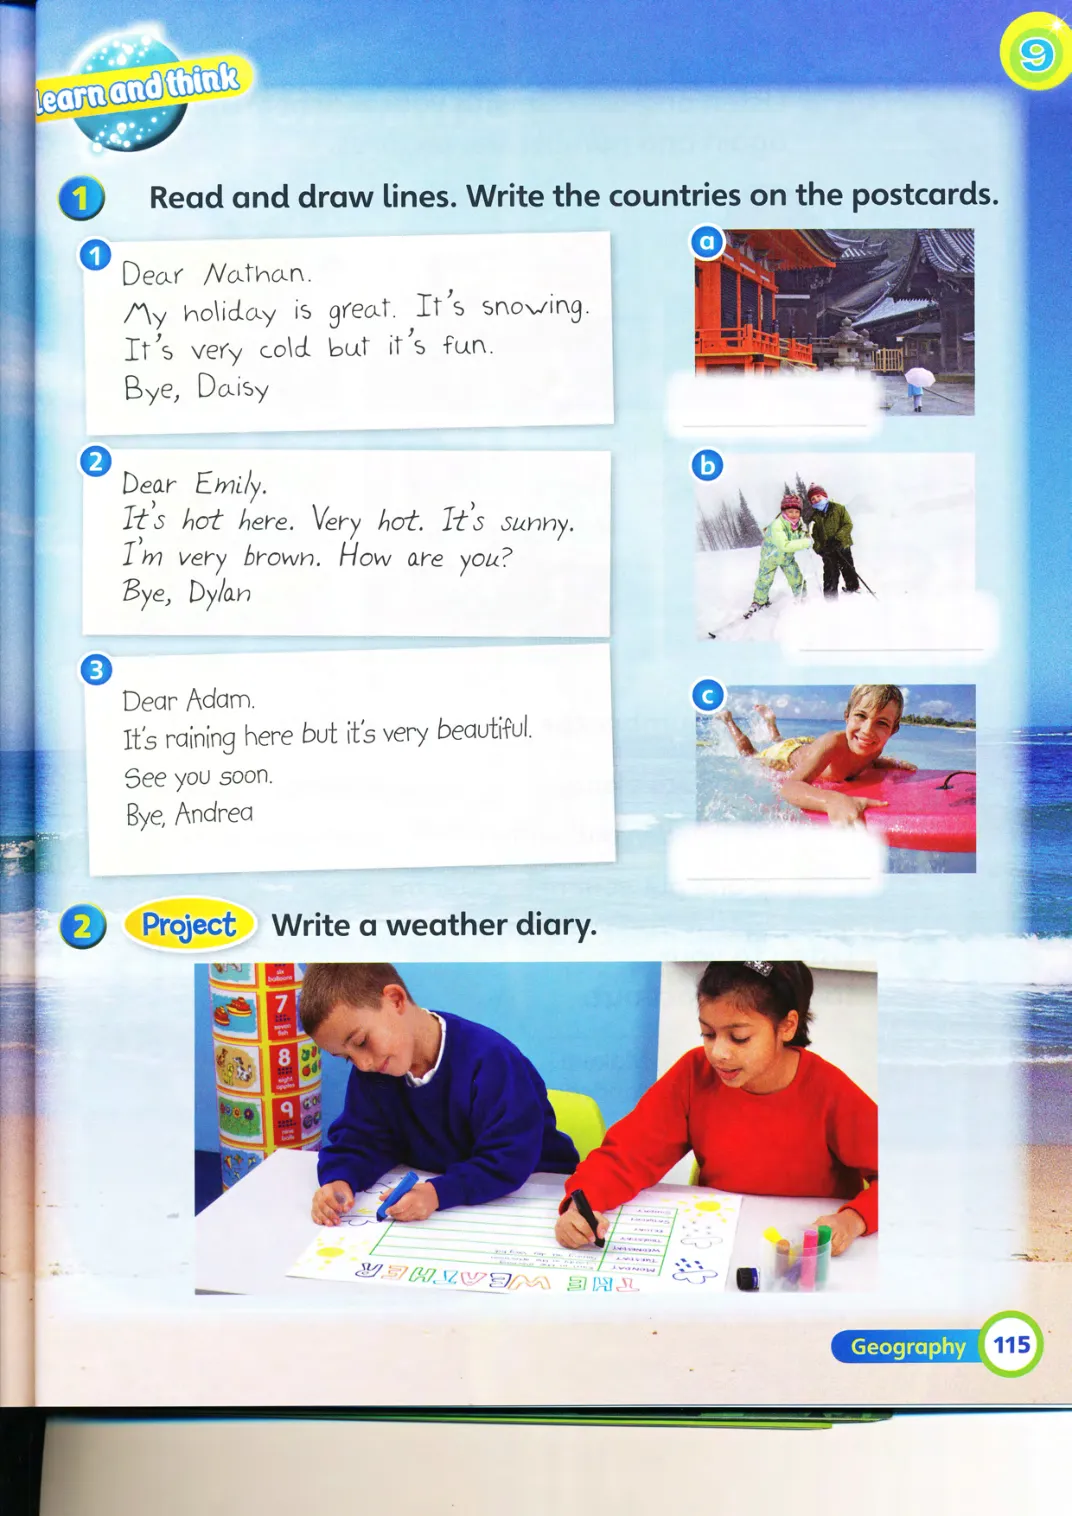 Learn and think
9
1 Read and draw lines. Write the countries on the postcards.
1
Dear Nathan.
My holiday is great. It's snowing.
It's very cold but it's fun.
Bye, Daisy
2
Dear Emily.
It's hot here. Very hot. It's sunny.
I'm very brown. How are you?
Bye, Dylan
3
Dear Adam.
It's raining here but it's very beautiful.
See you soon.
Bye, Andrea
a
b
c
2 Project Write a weather diary.
7
8
9
THE WEATHER
MONDAY
TUESDAY
WEDNESDAY
THURSDAY
Geography 115